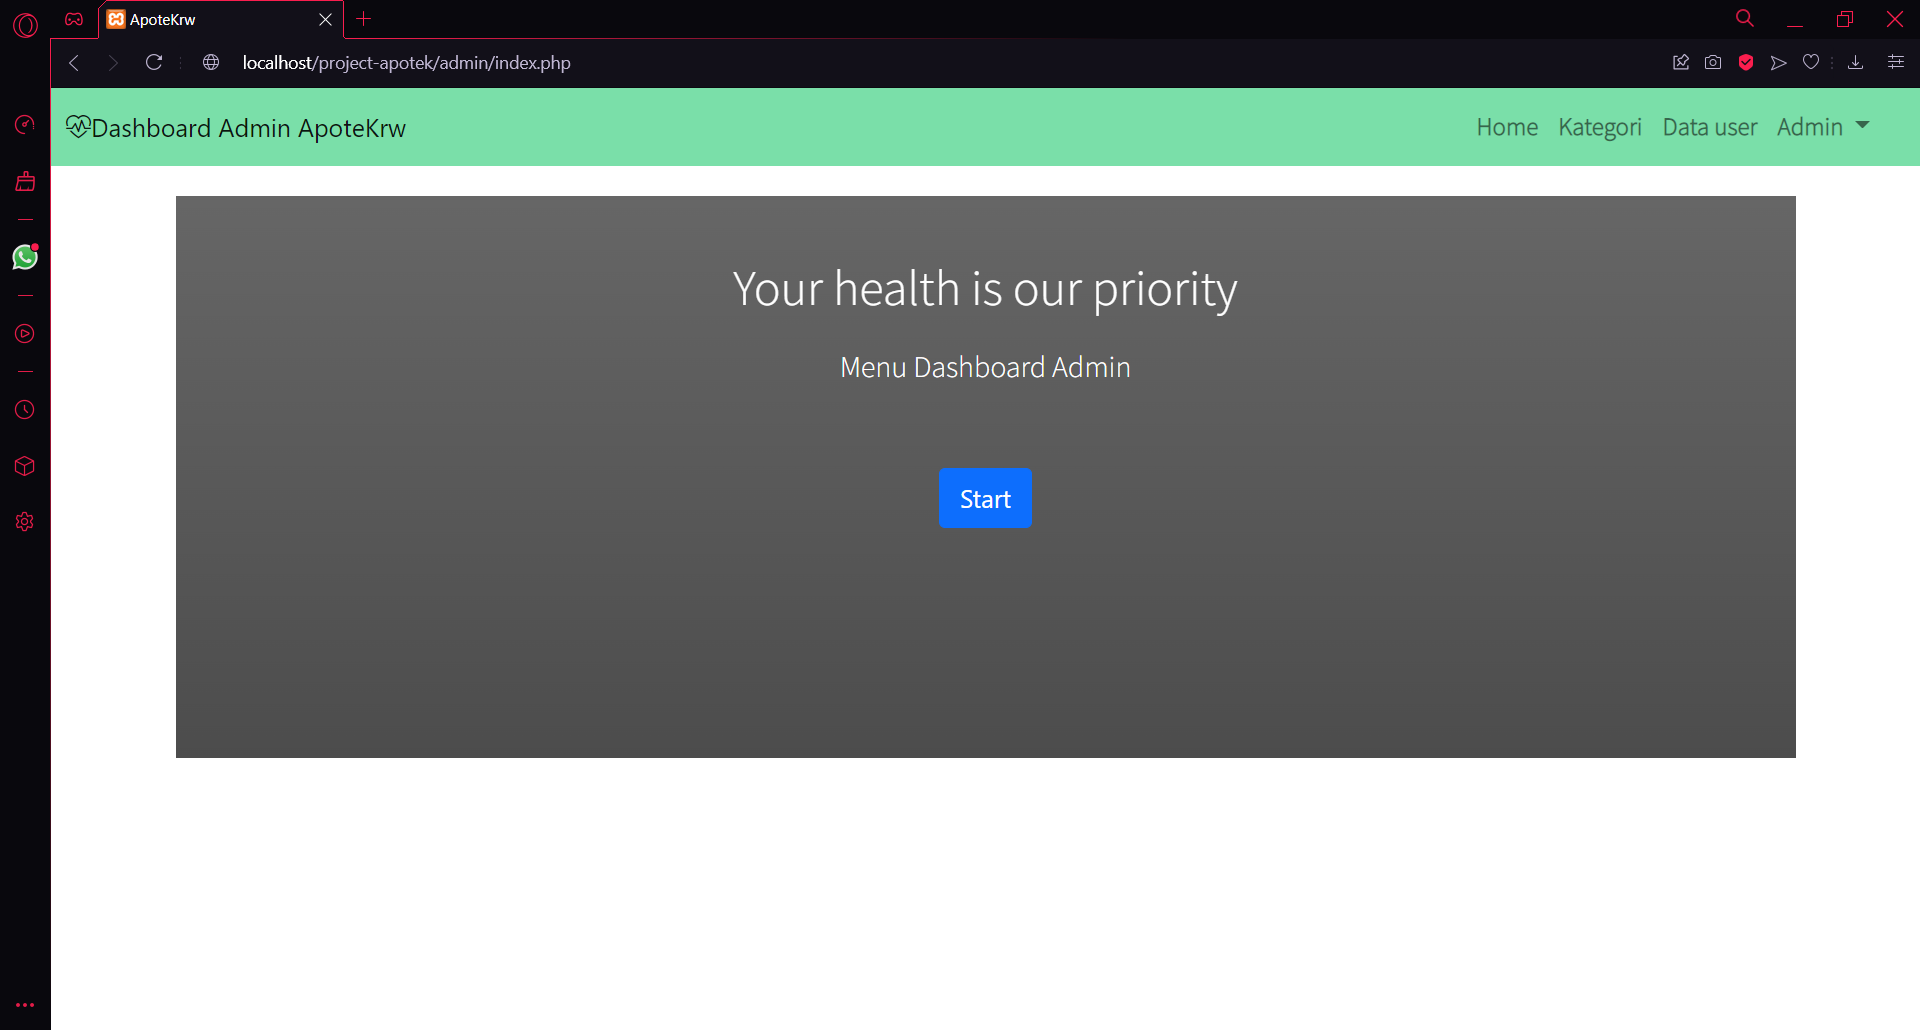 ApoteKrw
localhost/project-apotek/admin/index.php
Dashboard Admin ApoteKrw
Home Kategori Data user Admin
Your health is our priority
Menu Dashboard Admin
Start